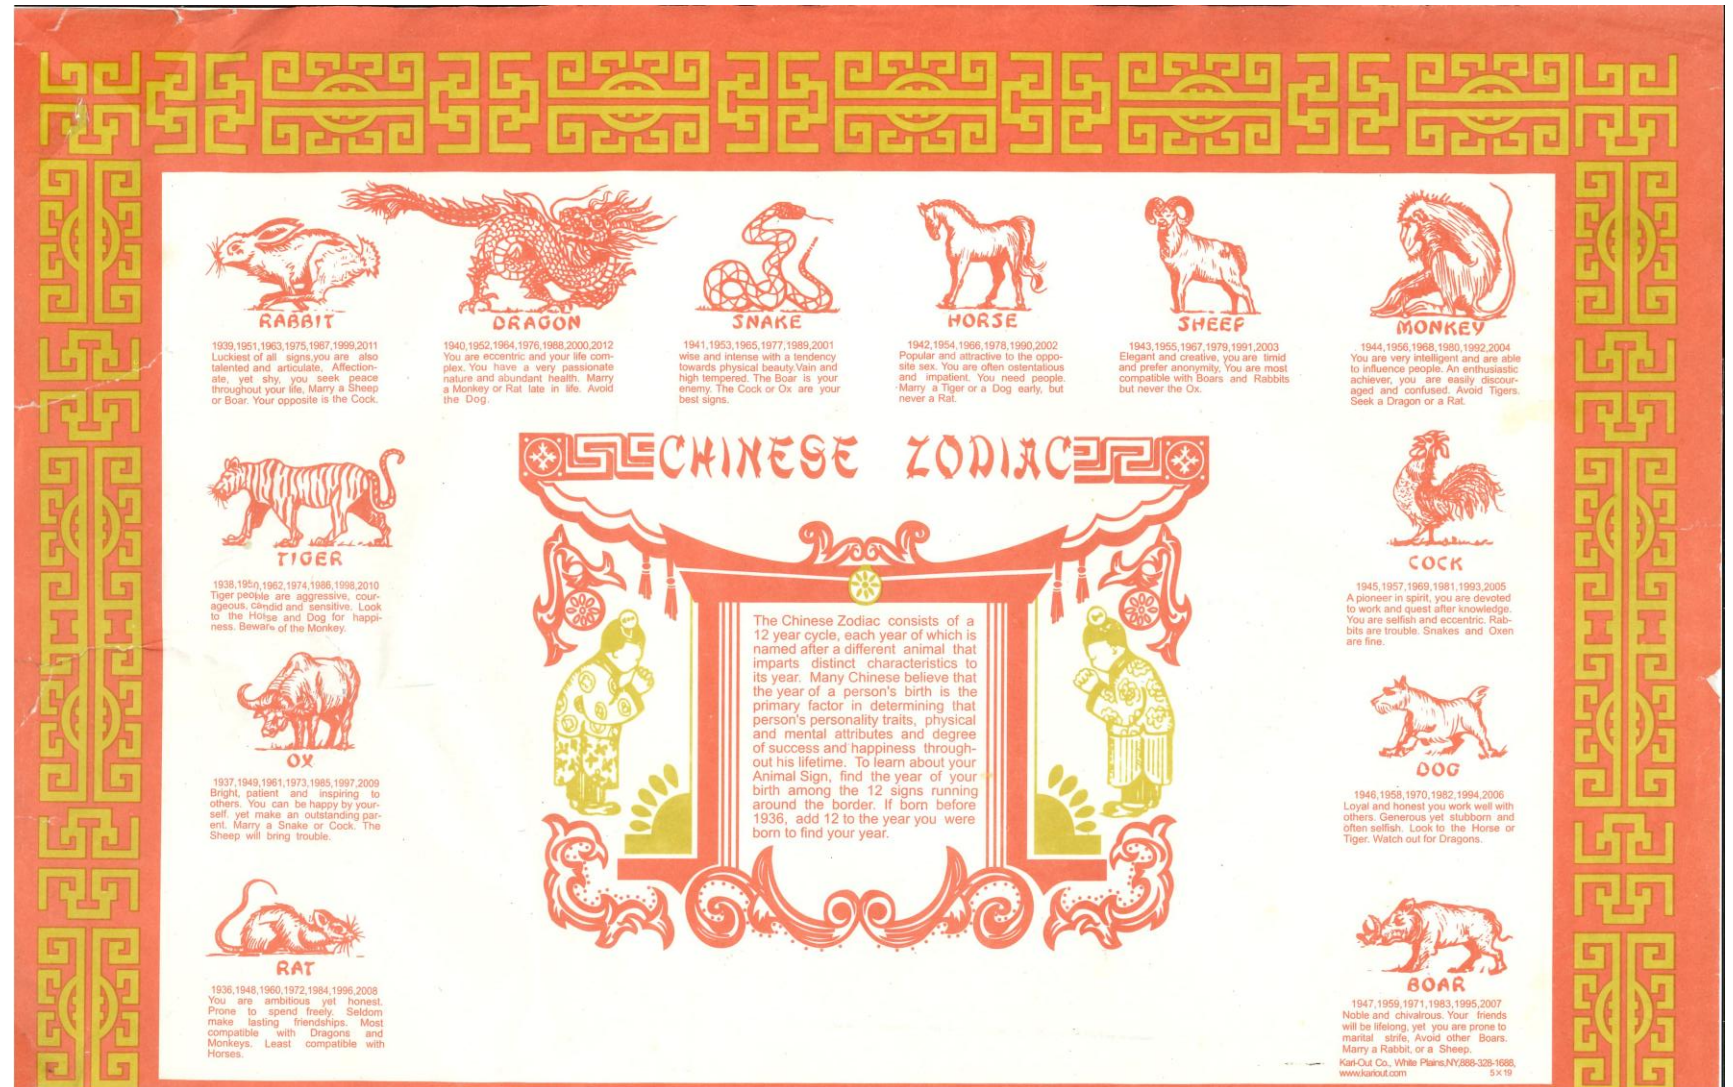 RABBIT
1939,1951,1963,1975,1987,1999,2011
Luckiest of all signs,you are also
talented and articulate. Affection-
ate, yet shy, you seek peace
throughout your life. Marry a Sheep
or Boar. Your opposite is the Cock.
DRAGON
1940,1952,1964,1976,1988,2000,2012
You are eccentric and your life com-
plex. You have a very passionate
nature and abundant health. Marry
a Monkey or Rat late in life. Avoid
the Dog.
SNAKE
1941,1953,1965,1977,1989,2001
wise and intense with a tendency
towards physical beauty.Vain and
high tempered. The Boar is your
enemy. The Cock or Ox are your
best signs.
HORSE
1942,1954,1966,1978,1990,2002
Popular and attractive to the oppo-
site sex. You are often ostentatious
and impatient. You need people.
Marry a Tiger or a Dog early, but
never a Rat.
SHEEP
1943,1955,1967,1979,1991,2003
Elegant and creative, you are timid
and prefer anonymity, You are most
compatible with Boars and Rabbits
but never the Ox.
MONKEY
1944,1956,1968,1980,1992,2004
You are very intelligent and are able
to influence people. An enthusiastic
achiever, you are easily discour-
aged and confused. Avoid Tigers.
Seek a Dragon or a Rat.
CHINESE ZODIAC
TIGER
1962,1974,1986,1998,2010
Tiger people are aggressive, cour-
ageous, candid and sensitive. Look
to the Horse and Dog for happi-
ness. Beware of the Monkey.
COCK
1945,1957,1969,1981,1993,2005
A pioneer in spirit, you are devoted
to work and quest after knowledge.
You are selfish and eccentric. Rab-
bits are trouble. Snakes and Oxen
are fine.
The Chinese Zodiac consists of a
12 year cycle, each year of which is
named after a different animal that
imparts distinct characteristics to
its year. Many Chinese believe that
the year of a person's birth is the
primary factor in determining that
person's personality traits, physical
and mental attributes and degree
of success and happiness through-
out his lifetime. To learn about your
Animal Sign, find the year of your
birth among the 12 signs running
around the border. If born before
1936, add 12 to the year you were
born to find your year.
OX
1937,1949,1961,1973,1985,1997,2009
Bright, patient and inspiring to
others. You can be happy by your-
self. yet make an outstanding par-
ent. Marry a Snake or Cock. The
Sheep will bring trouble.
DOG
1946,1958,1970,1982,1994,2006
Loyal and honest you work well with
others. Generous yet stubborn and
often selfish. Look to the Horse or
Tiger. Watch out for Dragons.
RAT
1936,1948,1960,1972,1984,1996,2008
You are ambitious yet honest.
Prone to spend freely. Seldom
make lasting friendships. Most
compatible with Dragons and
Monkeys. Least compatible with
Horses.
BOAR
1947,1959,1971,1983,1995,2007
Noble and chivalrous. Your friends
will be lifelong, yet you are prone to
marital strife, Avoid other Boars.
Marry a Rabbit, or a Sheep.
Kari-Out Co., White Plains,NY,888-328-1688,
www.kariout.com 5×19